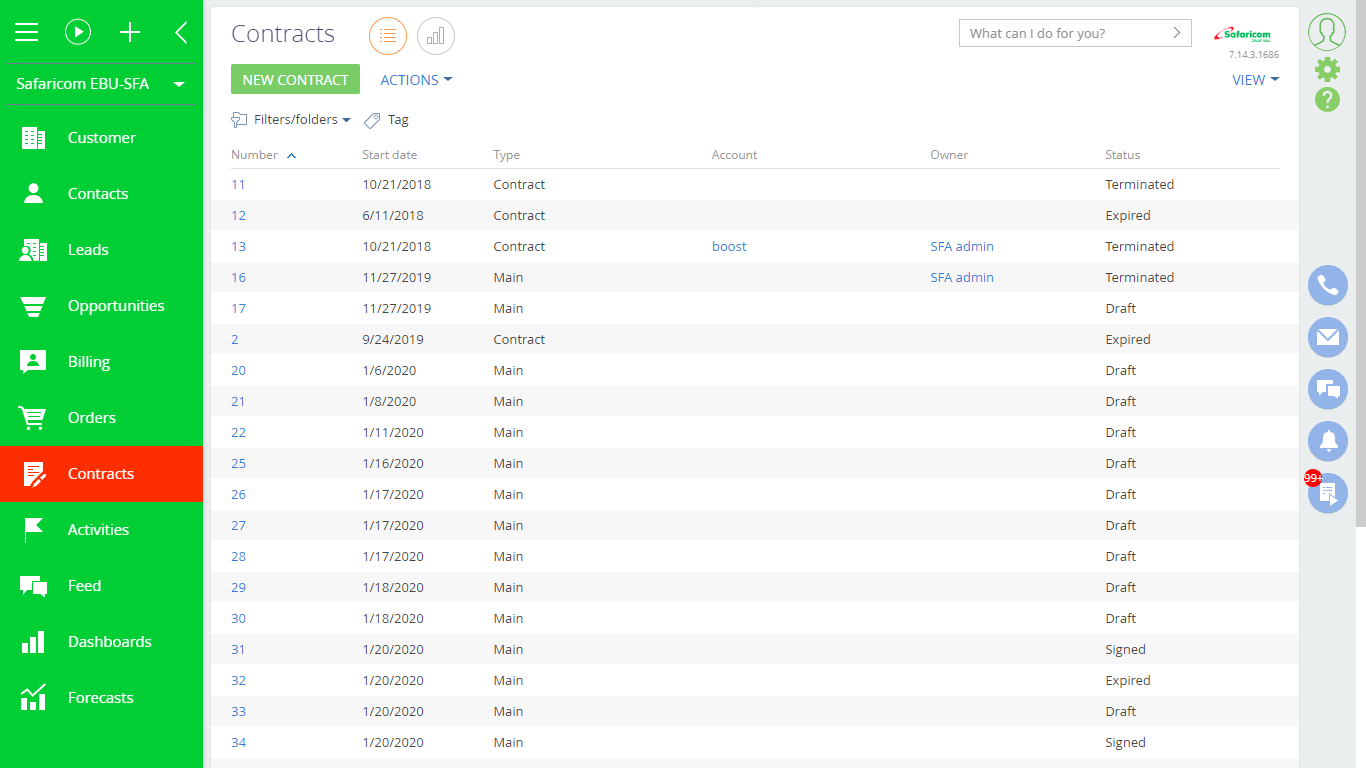 Safaricom EBU-SFA
Customer
Contacts
Leads
Opportunities
Billing
Orders
Contracts
Activities
Feed
Dashboards
Forecasts
Contracts
What can I do for you?
Safaricom
7.14.3.1686
NEW CONTRACT ACTIONS VIEW
Filters/folders Tag
Number Start date Type Account Owner Status
11 10/21/2018 Contract Terminated
12 6/11/2018 Contract Expired
13 10/21/2018 Contract boost SFA admin Terminated
16 11/27/2019 Main SFA admin Terminated
17 11/27/2019 Main Draft
2 9/24/2019 Contract Expired
20 1/6/2020 Main Draft
21 1/8/2020 Main Draft
22 1/11/2020 Main Draft
25 1/16/2020 Main Draft
26 1/17/2020 Main Draft
27 1/17/2020 Main Draft
28 1/17/2020 Main Draft
29 1/18/2020 Main Draft
30 1/18/2020 Main Draft
31 1/20/2020 Main Signed
32 1/20/2020 Main Expired
33 1/20/2020 Main Draft
34 1/20/2020 Main Signed
?
99+